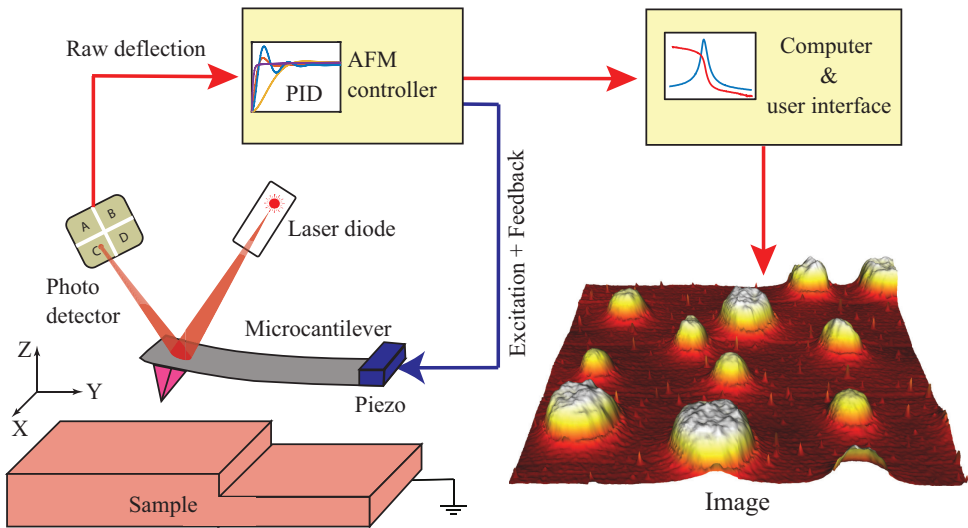 Raw deflection
PID
AFM
controller
Computer
&
user interface
A
B
C
D
Laser diode
Photo
detector
Microcantilever
Excitation + Feedback
Z
Y
X
Piezo
Sample
Image